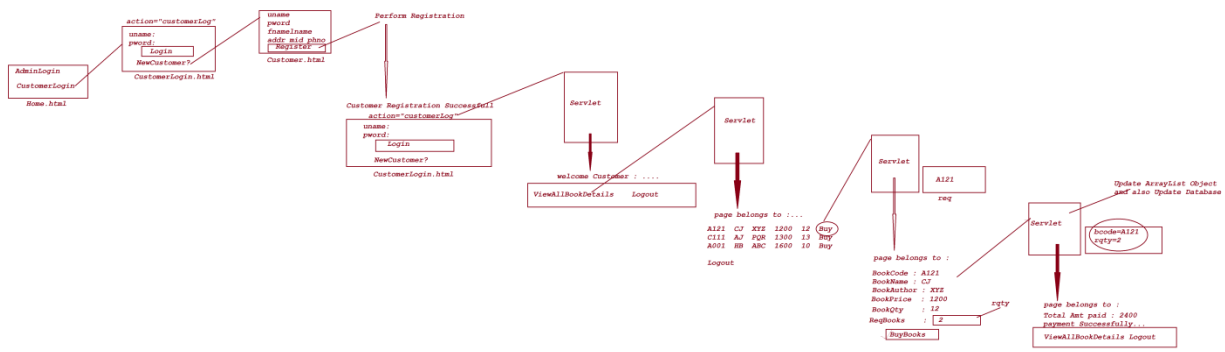 AdminLogin
CustomerLogin
Home.html
action="customerLog"
uname:
pword:
Login
NewCustomer?
CustomerLogin.html
uname
pword
fnamelname
addr mid phno
Register
Customer.html
Perform Registration
Customer Registration Successfull
action="customerLog"
uname:
pword:
Login
NewCustomer?
CustomerLogin.html
Servlet
welcome Customer : ....
ViewAllBookDetails Logout
Servlet
page belongs to :...
A121 CJ XYZ 1200 12 Buy
C111 AJ PQR 1300 13 Buy
A001 HB ABC 1600 10 Buy
Logout
Servlet
A121
req
page belongs to :
BookCode : A121
BookName : CJ
BookAuthor : XYZ
BookPrice : 1200
BookQty : 12
ReqBooks : 2
rqty
BuyBooks
Update ArrayList Object
and also Update Database
Servlet
bcode=A121
rqty=2
page belongs to :
Total Amt paid : 2400
payment Successfully...
ViewAllBookDetails Logout